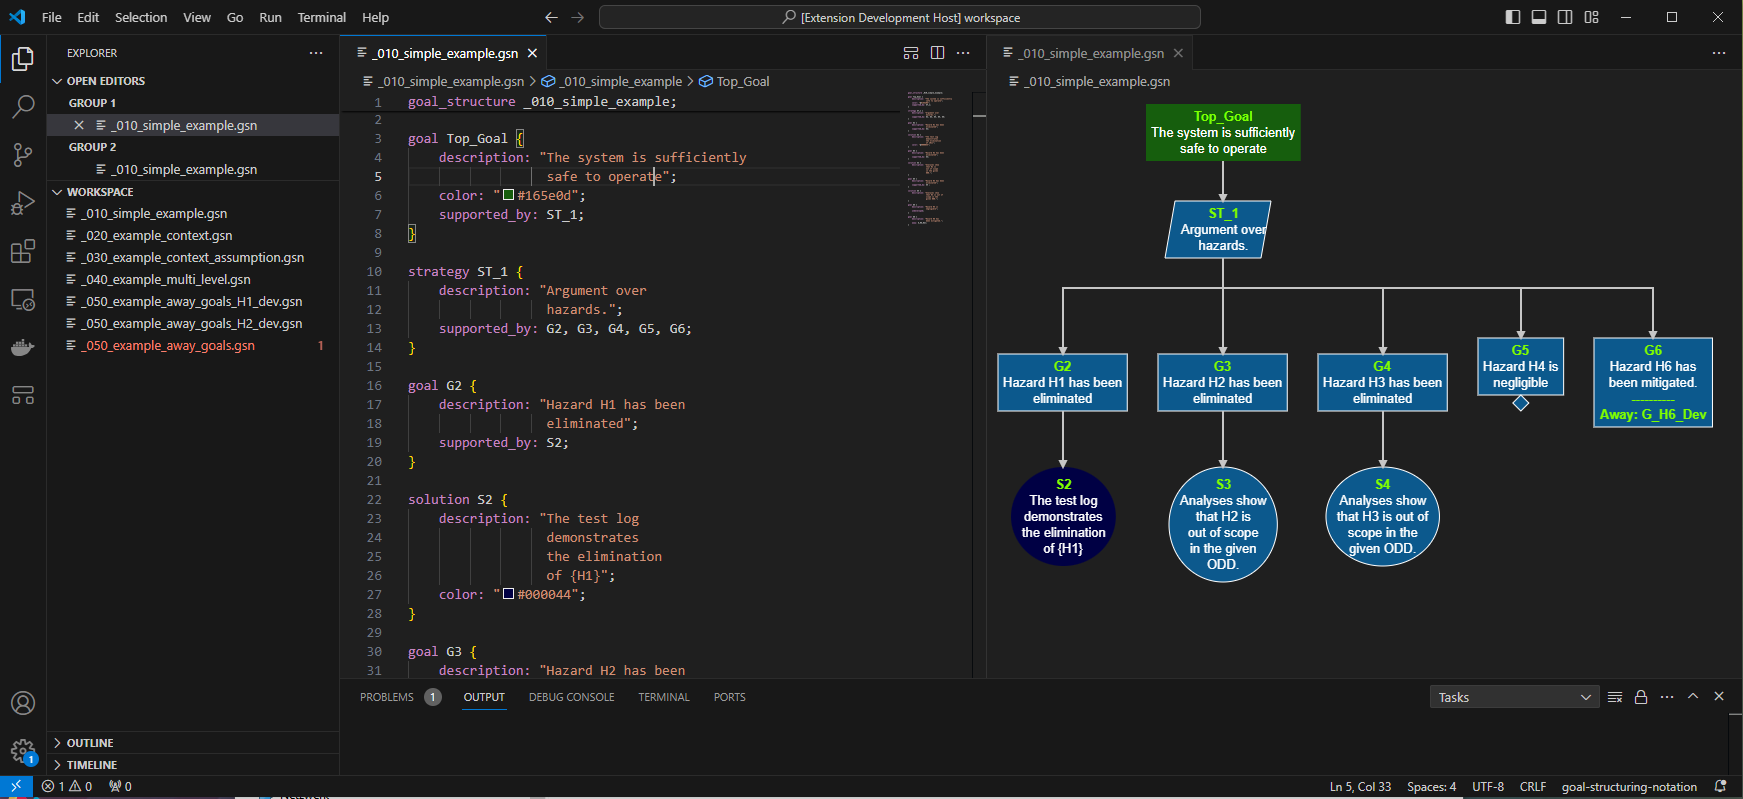 File Edit Selection View Go Run Terminal Help
[Extension Development Host] workspace
EXPLORER
OPEN EDITORS
GROUP 1
_010_simple_example.gsn
GROUP 2
_010_simple_example.gsn
WORKSPACE
_010_simple_example.gsn
_020_example_context.gsn
_030_example_context_assumption.gsn
_040_example_multi_level.gsn
_050_example_away_goals_H1_dev.gsn
_050_example_away_goals_H2_dev.gsn
_050_example_away_goals.gsn 1
OUTLINE
TIMELINE
_010_simple_example.gsn
_010_simple_example.gsn > _010_simple_example > Top_Goal
1 goal_structure _010_simple_example;
2
3 goal Top_Goal {
4 description: "The system is sufficiently
5 safe to operate";
6 color: "#165e0d";
7 supported_by: ST_1;
8 }
9
10 strategy ST_1 {
11 description: "Argument over
12 hazards.";
13 supported_by: G2, G3, G4, G5, G6;
14 }
15
16 goal G2 {
17 description: "Hazard H1 has been
18 eliminated";
19 supported_by: S2;
20 }
21
22 solution S2 {
23 description: "The test log
24 demonstrates
25 the elimination
26 of {H1}";
27 color: "#000044";
28 }
29
30 goal G3 {
31 description: "Hazard H2 has been
_010_simple_example.gsn
_010_simple_example.gsn
Top_Goal
The system is sufficiently
safe to operate
ST_1
Argument over
hazards.
G2
Hazard H1 has been
eliminated
G3
Hazard H2 has been
eliminated
G4
Hazard H3 has been
eliminated
G5
Hazard H4 is
negligible
G6
Hazard H6 has
been mitigated.
----------
Away: G_H6_Dev
S2
The test log
demonstrates
the elimination
of {H1}
S3
Analyses show
that H2 is
out of scope
in the given
ODD.
S4
Analyses show
that H3 is out of
scope in the
given ODD.
PROBLEMS 1 OUTPUT DEBUG CONSOLE TERMINAL PORTS
Tasks
1
1 0 0
Ln 5, Col 33 Spaces: 4 UTF-8 CRLF goal-structuring-notation